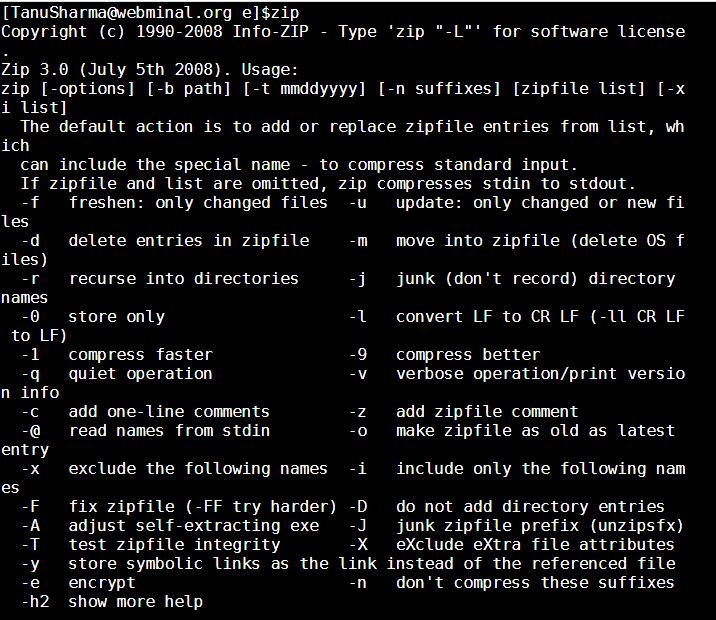 [TanuSharma@webminal.org e]$zip
Copyright (c) 1990-2008 Info-ZIP - Type 'zip "-L"' for software license
.
Zip 3.0 (July 5th 2008). Usage:
zip [-options] [-b path] [-t mmddyyyy] [-n suffixes] [zipfile list] [-x
i list]
  The default action is to add or replace zipfile entries from list, wh
ich
  can include the special name - to compress standard input.
  If zipfile and list are omitted, zip compresses stdin to stdout.
  -f   freshen: only changed files  -u   update: only changed or new fi
les
  -d   delete entries in zipfile    -m   move into zipfile (delete OS f
iles)
  -r   recurse into directories     -j   junk (don't record) directory
names
  -0   store only                   -l   convert LF to CR LF (-ll CR LF
 to LF)
  -1   compress faster              -9   compress better
  -q   quiet operation              -v   verbose operation/print versio
n info
  -c   add one-line comments        -z   add zipfile comment
  -@   read names from stdin        -o   make zipfile as old as latest
entry
  -x   exclude the following names  -i   include only the following nam
es
  -F   fix zipfile (-FF try harder) -D   do not add directory entries
  -A   adjust self-extracting exe   -J   junk zipfile prefix (unzipsfx)
  -T   test zipfile integrity       -X   eXclude eXtra file attributes
  -y   store symbolic links as the link instead of the referenced file
  -e   encrypt                      -n   don't compress these suffixes
  -h2  show more help